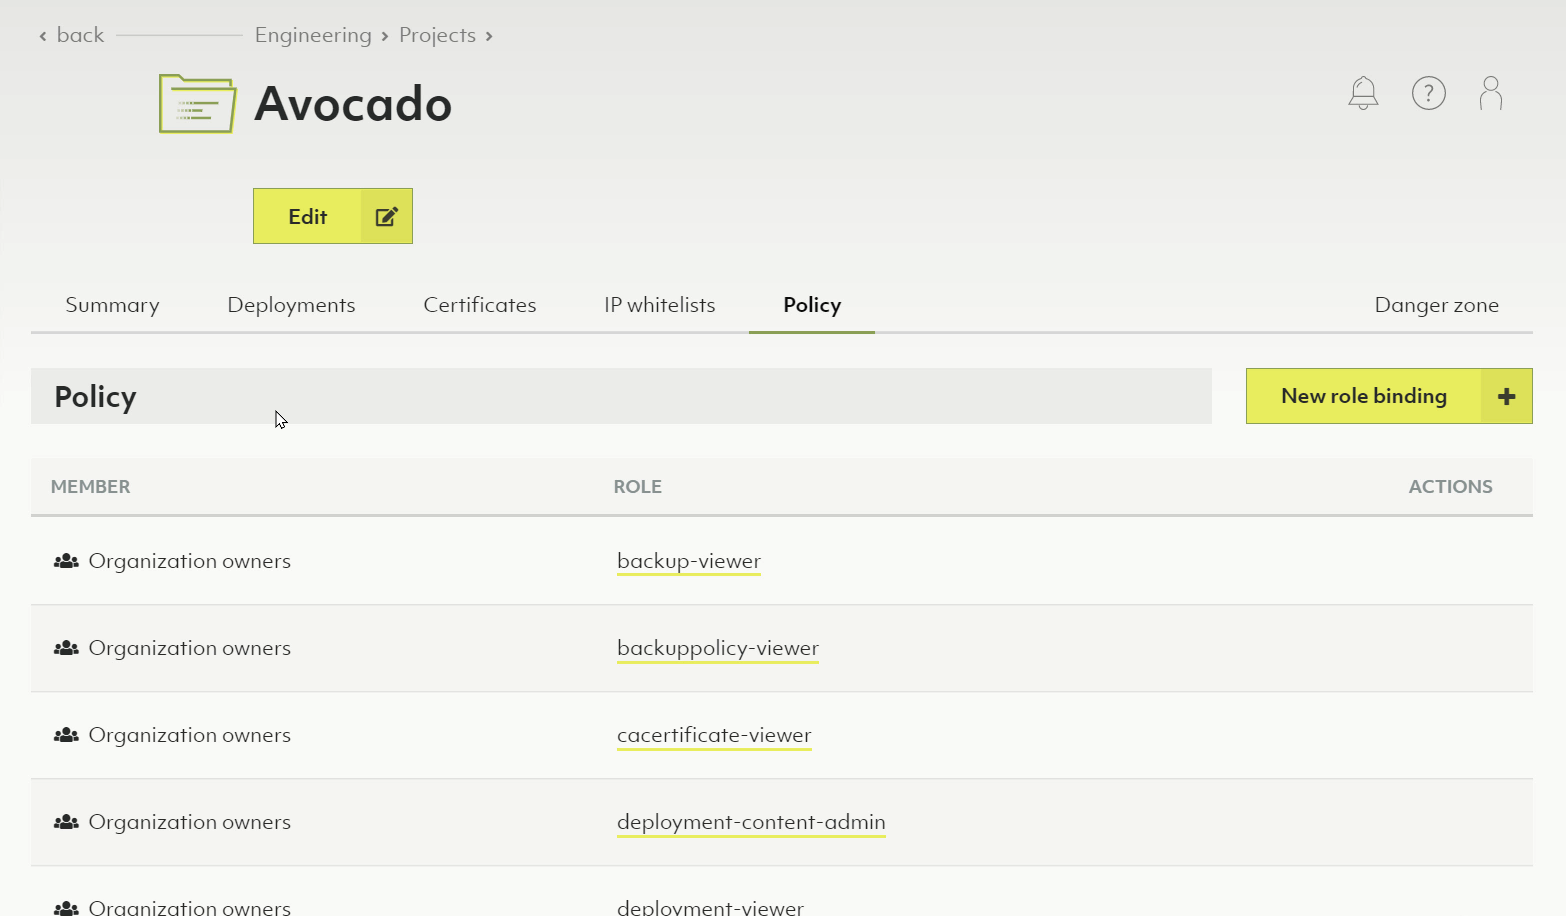 back Engineering Projects
Avocado
?
Edit
Summary Deployments Certificates IP whitelists Policy Danger zone
Policy New role binding
MEMBER ROLE ACTIONS
Organization owners backup-viewer
Organization owners backuppolicy-viewer
Organization owners cacertificate-viewer
Organization owners deployment-content-admin
Organization owners deployment-viewer